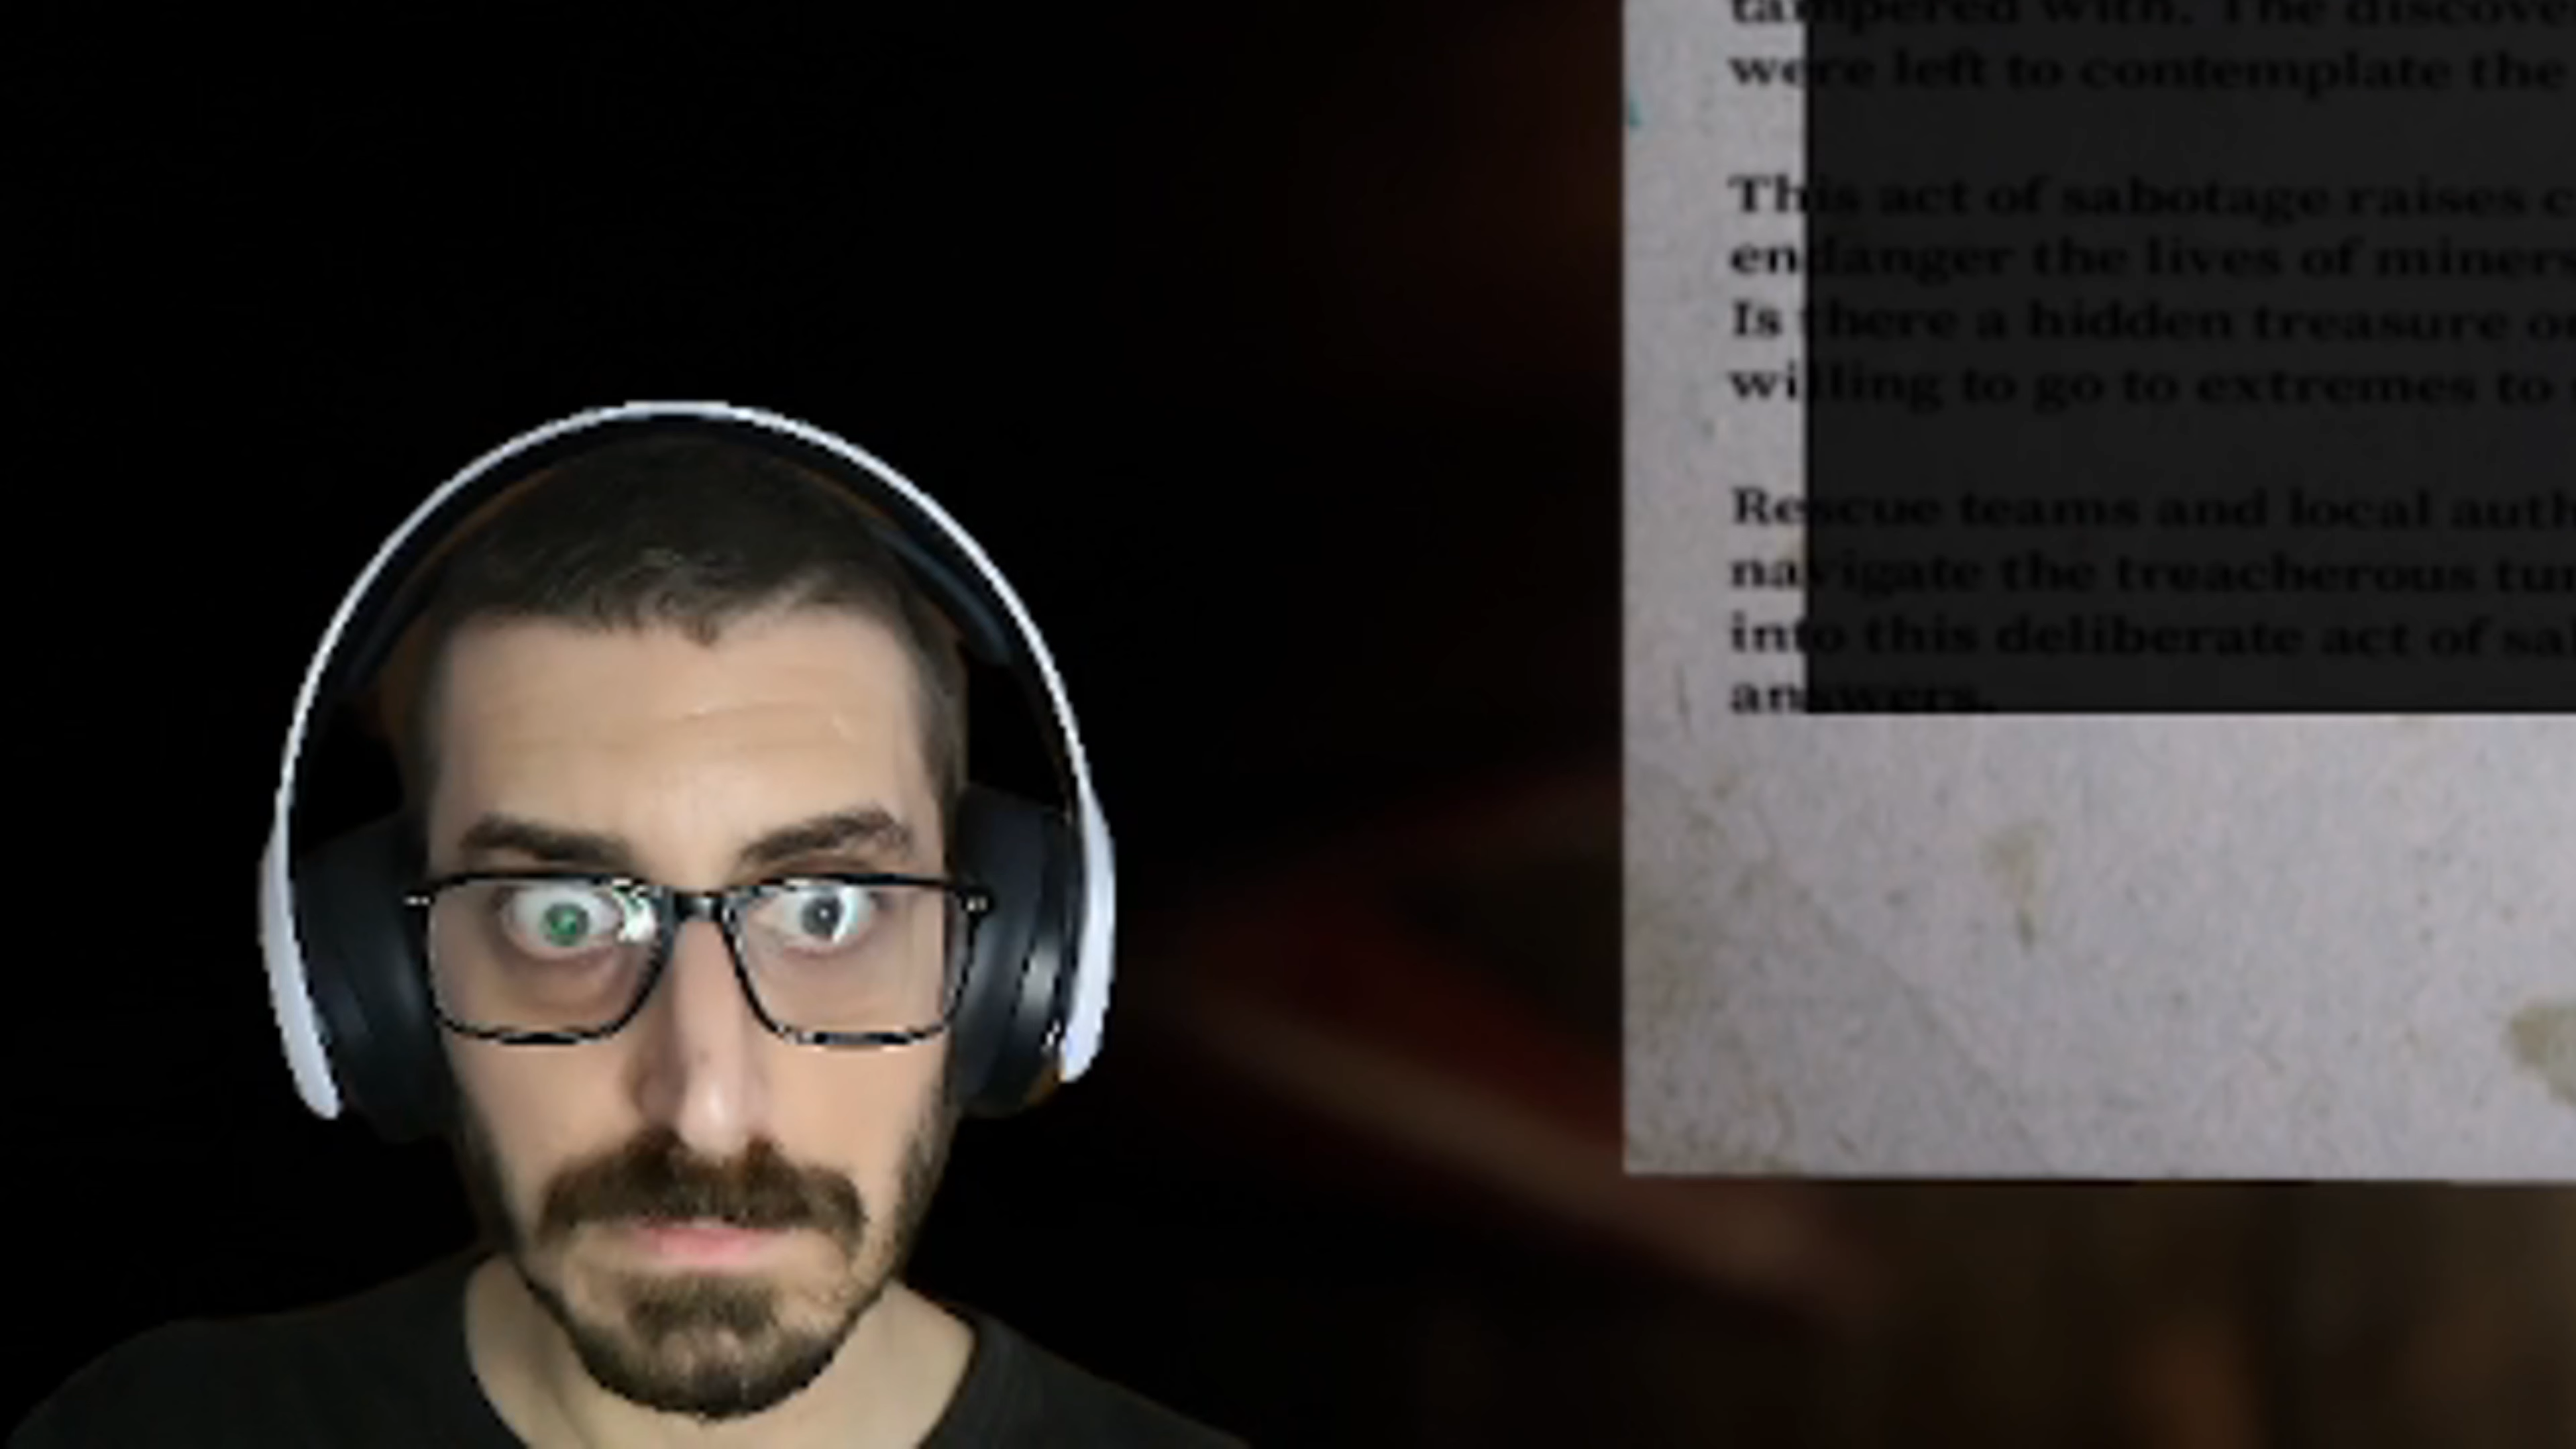 tampered with. The discove
were left to contemplate the
This act of sabotage raises c
endanger the lives of miners
Is there a hidden treasure o
willing to go to extremes to
Rescue teams and local auth
navigate the treacherous tun
into this deliberate act of sa
answers.